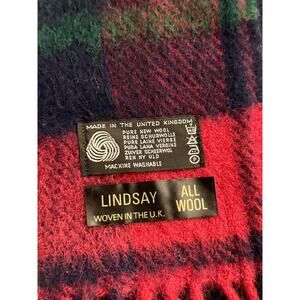 MADE IN THE UNITED KINGDOM
PURE NEW WOOL
REINE SCHURWOLLE
PURE LAINE VIERGE
PURA LANA VERGINE
ZUIVER SCHEERWOL
REN NY ULD
MACHINE WASHABLE
LINDSAY
WOVEN IN THE U.K.
ALL
WOOL